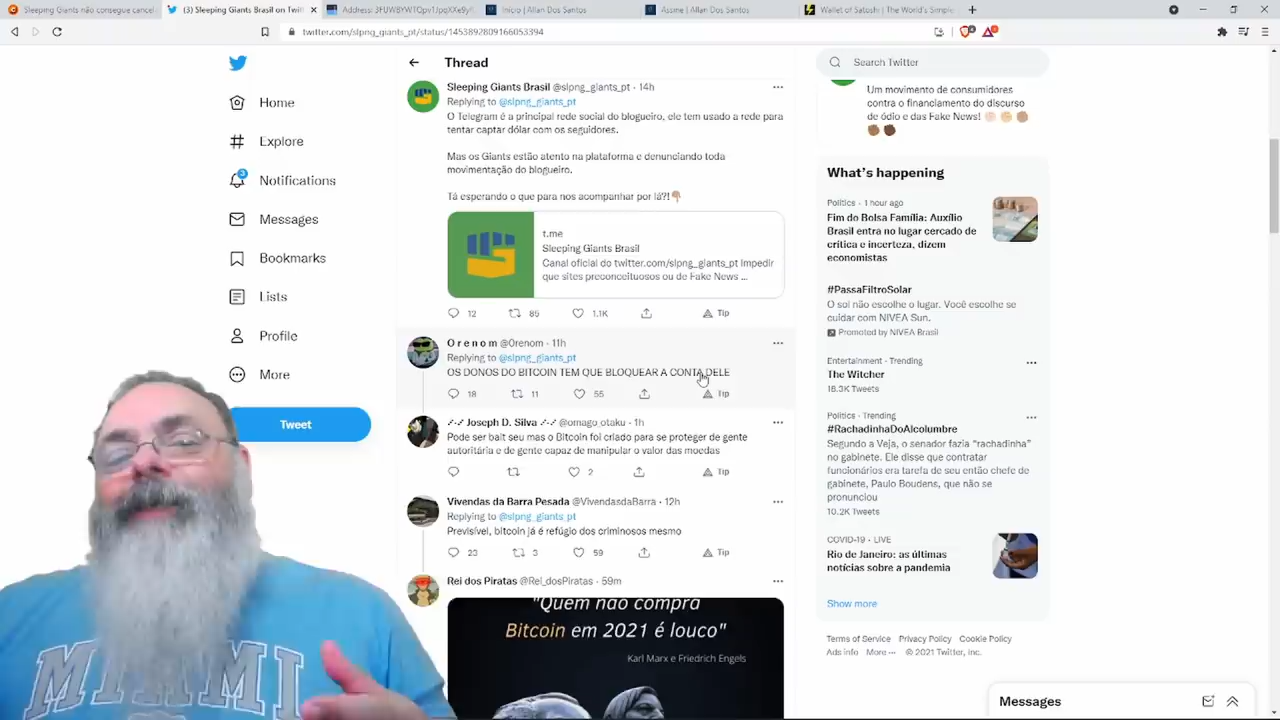 (3) Sleeping Giants Brasil on Twit
Início | Allan Dos Santos
Assine | Allan Dos Santos
Wallet of Satoshi | The World's Simple
twitter.com/slpng_giants_pt/status/1453892809166053394
Thread
Search Twitter
Home
Explore
Notifications
Messages
Bookmarks
Lists
Profile
More
Tweet
Sleeping Giants Brasil @slpng_giants_pt · 14h
Replying to @slpng_giants_pt
O Telegram é a principal rede social do blogueiro, ele tem usado a rede para
tentar captar dólar com os seguidores.
Mas os Giants estão atento na plataforma e denunciando toda
movimentação do blogueiro.
Tá esperando o que para nos acompanhar por lá?!
t.me
Sleeping Giants Brasil
Canal oficial do twitter.com/slpng_giants_pt Impedir
que sites preconceituosos ou de Fake News ...
12 85 1.1K Tip
O r e n o m @0renom · 11h
Replying to @slpng_giants_pt
OS DONOS DO BITCOIN TEM QUE BLOQUEAR A CONTA DELE
18 11 55 Tip
Joseph D. Silva @omago_otaku · 1h
Pode ser bait seu mas o Bitcoin foi criado para se proteger de gente
autoritária e de gente capaz de manipular o valor das moedas
2 Tip
Vivendas da Barra Pesada @VivendasdaBarra · 12h
Replying to @slpng_giants_pt
Previsível, bitcoin já é refúgio dos criminosos mesmo
23 3 59 Tip
Rei dos Piratas @Rei_dosPiratas · 59m
"Quem não compra
Bitcoin em 2021 é louco"
Karl Marx e Friedrich Engels
Um movimento de consumidores
contra o financiamento do discurso
de ódio e das Fake News!
What's happening
Politics · 1 hour ago
Fim do Bolsa Família: Auxílio
Brasil entra no lugar cercado de
crítica e incerteza, dizem
economistas
#PassaFiltroSolar
O sol não escolhe o lugar. Você escolhe se
cuidar com NIVEA Sun.
Promoted by NIVEA Brasil
Entertainment · Trending
The Witcher
Politics · Trending
#RachadinhaDoAlcolumbre
Segundo a Veja, o senador fazia "rachadinha"
no gabinete. Ele disse que contratar
funcionários era tarefa de seu então chefe de
gabinete, Paulo Boudens, que não se
pronunciou
10.2K Tweets
COVID-19 · LIVE
Rio de Janeiro: as últimas
notícias sobre a pandemia
Show more
Terms of Service Privacy Policy Cookie Policy
Ads info More ··· © 2021 Twitter, Inc.
Messages
MIAMI